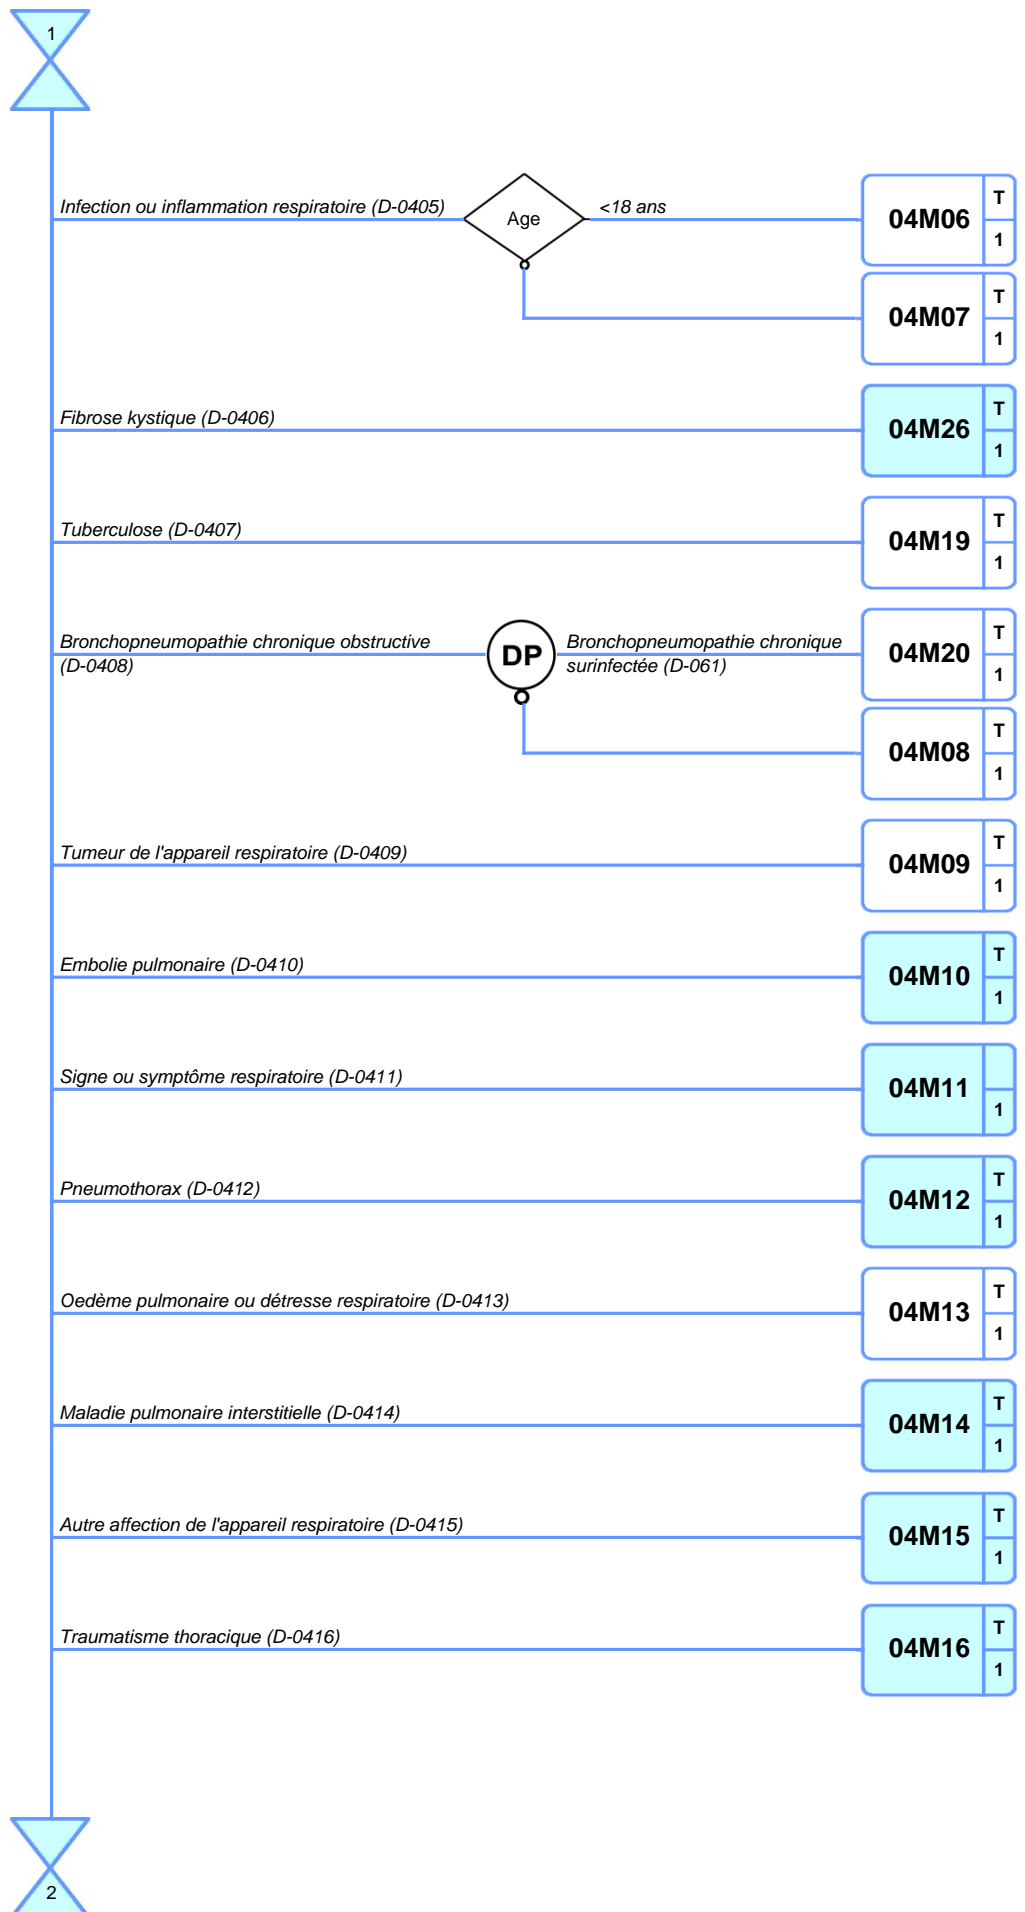 1
Infection ou inflammation respiratoire (D-0405)
Age
<18 ans
04M06
T
1
04M07
T
1
Fibrose kystique (D-0406)
04M26
T
1
Tuberculose (D-0407)
04M19
T
1
Bronchopneumopathie chronique obstructive
(D-0408)
DP
Bronchopneumopathie chronique
surinfectée (D-061)
04M20
T
1
04M08
T
1
Tumeur de l'appareil respiratoire (D-0409)
04M09
T
1
Embolie pulmonaire (D-0410)
04M10
T
1
Signe ou symptôme respiratoire (D-0411)
04M11
1
Pneumothorax (D-0412)
04M12
T
1
Oedème pulmonaire ou détresse respiratoire (D-0413)
04M13
T
1
Maladie pulmonaire interstitielle (D-0414)
04M14
T
1
Autre affection de l'appareil respiratoire (D-0415)
04M15
T
1
Traumatisme thoracique (D-0416)
04M16
T
1
2